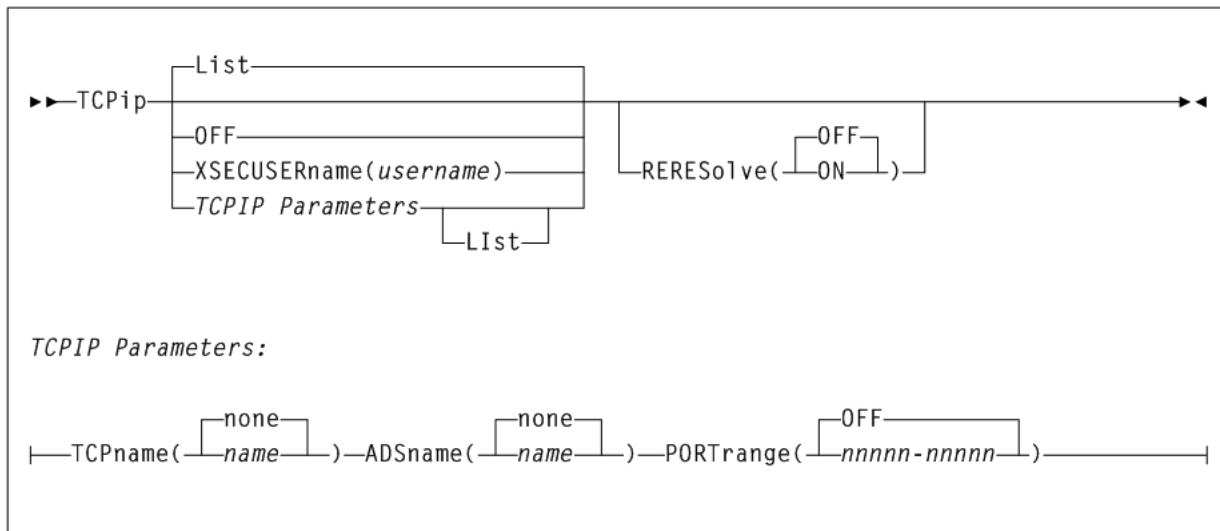 List
TCPip
OFF
OFF
XSECUSERname(username)
RERESolve( ON )
TCPIP Parameters
LIst
TCPIP Parameters:
none none OFF
TCPname( name )ADSname( name )PORTrange( nnnnn-nnnnn )